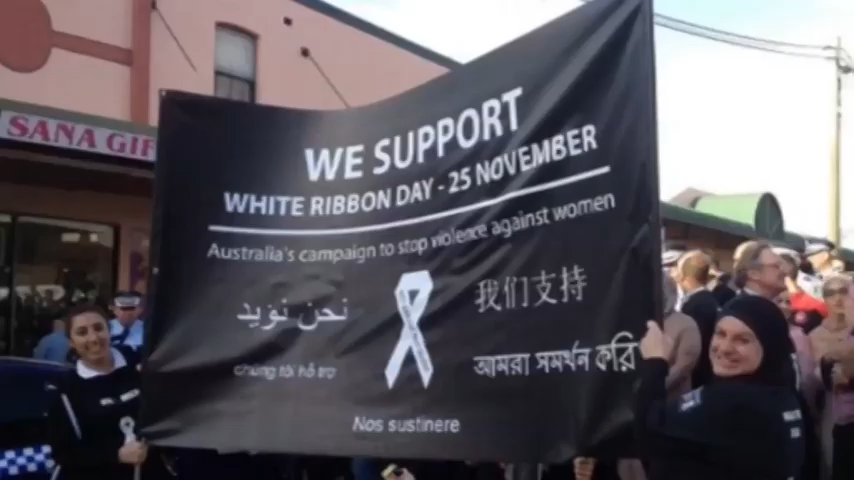 SANA GIF
WE SUPPORT
WHITE RIBBON DAY - 25 NOVEMBER
Australia's campaign to stop violence against women
نحن نؤيد
我们支持
chúng tôi hỗ trợ
আমরা সমর্থন করি
Nos sustinere